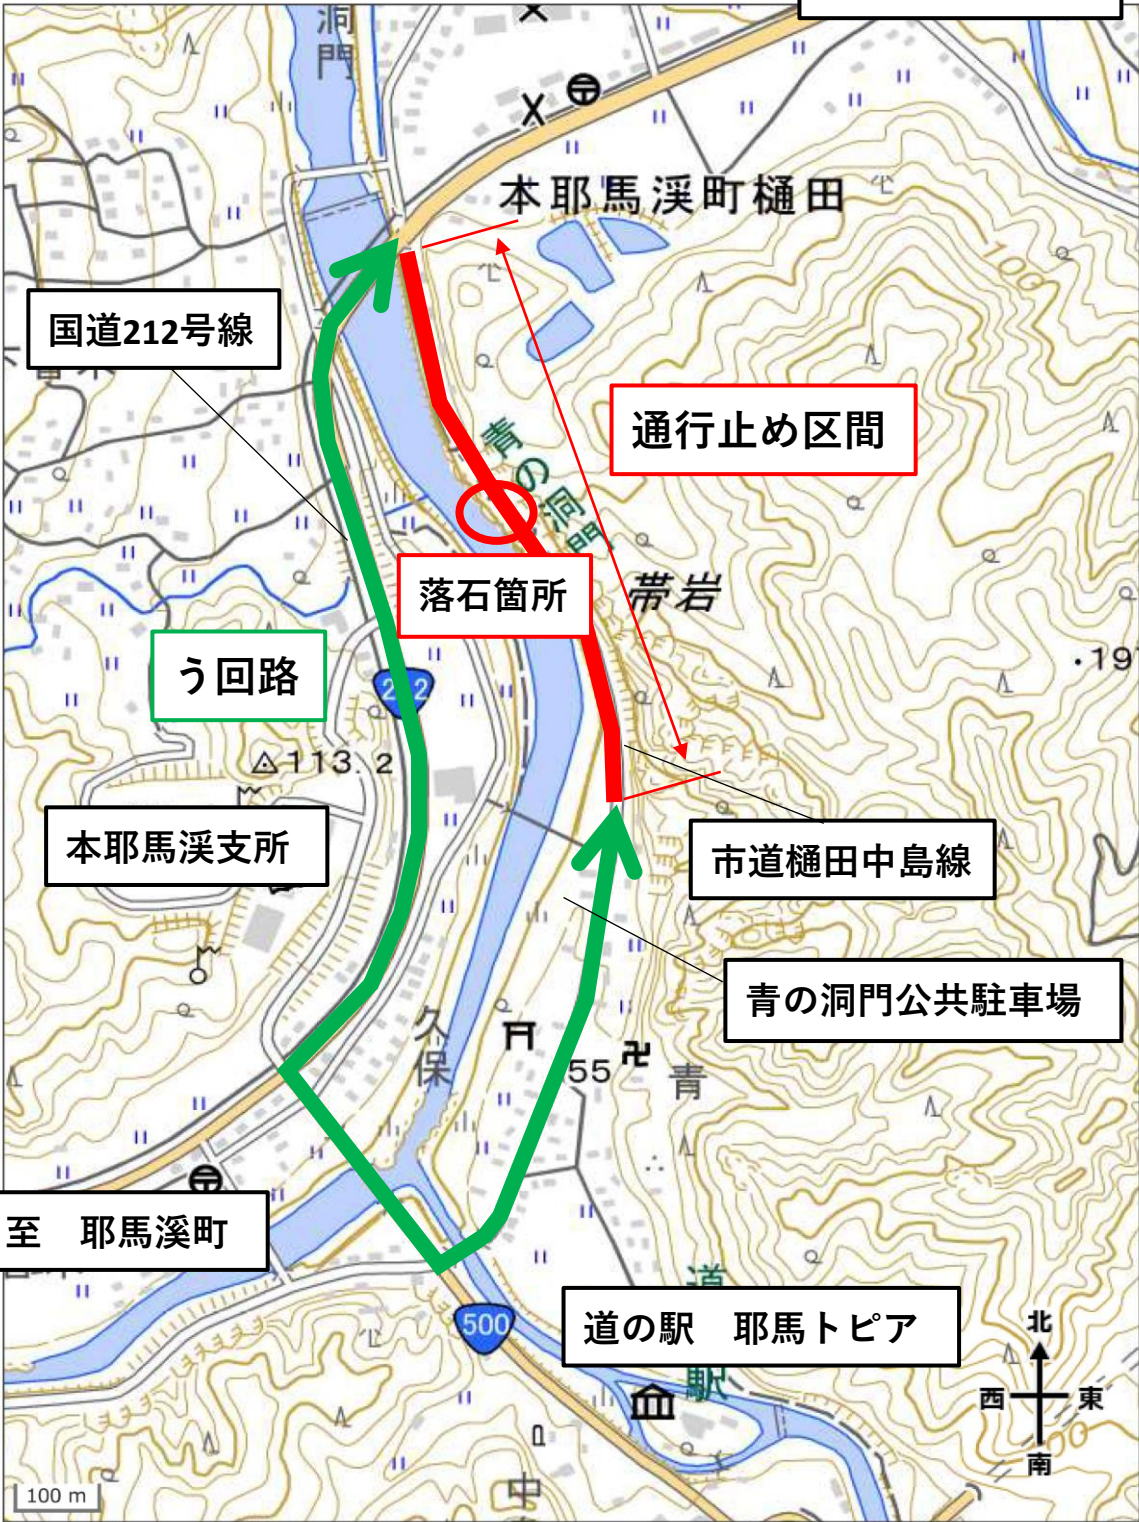 洞門
本耶馬渓町樋田
国道212号線
通行止め区間
青の洞門
落石箇所
帯岩
う回路
212
・197
113.2
本耶馬渓支所
市道樋田中島線
青の洞門公共駐車場
久保
55
青
至 耶馬溪町
500
道の駅 耶馬トピア
道
駅
北
西
東
南
100
100
100 m
中